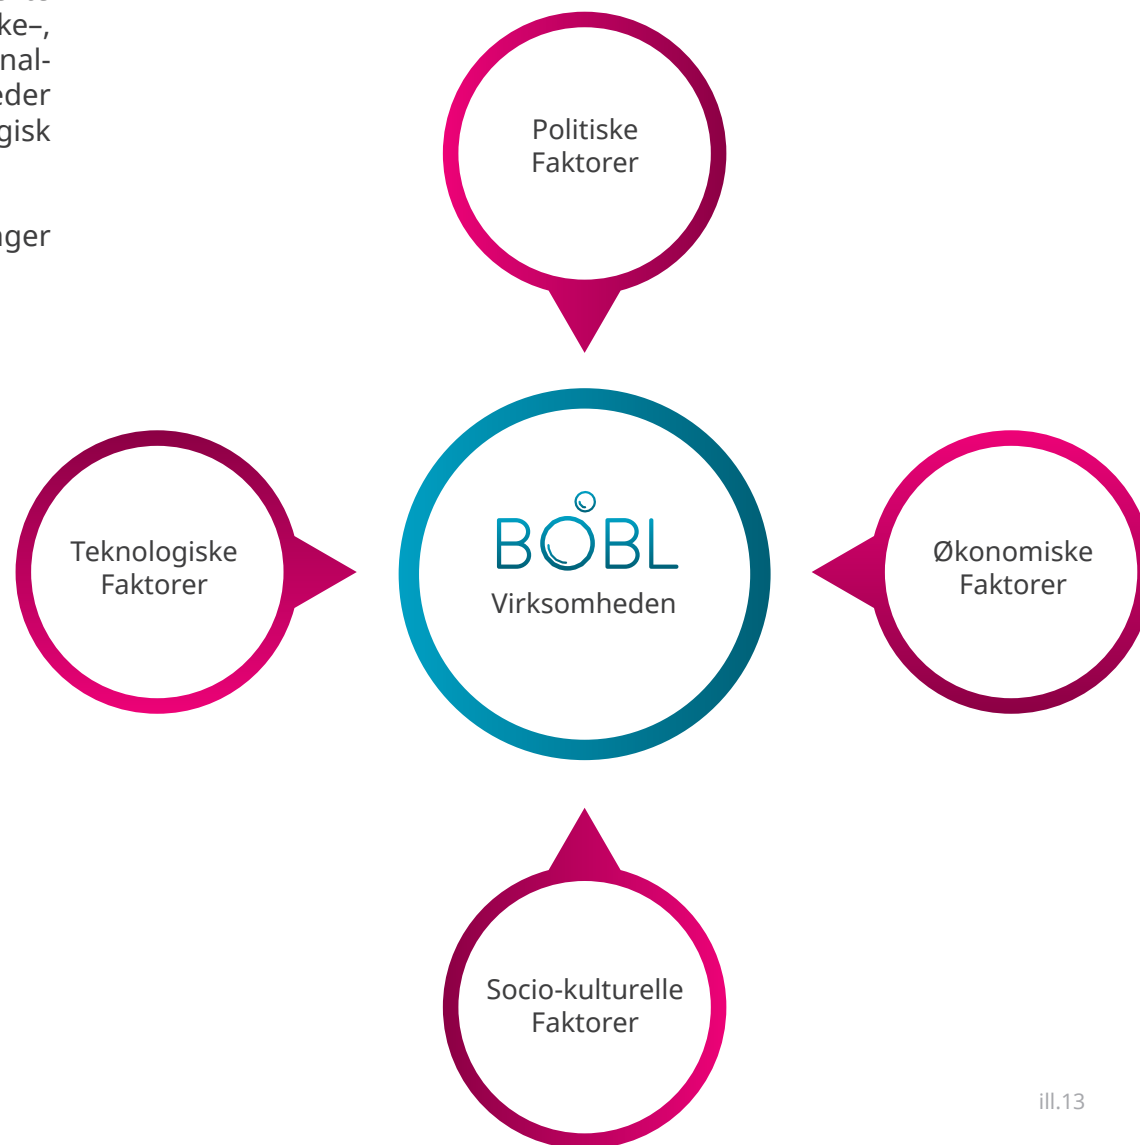 ke–,
nal-
eder
gisk
ger
Politiske
Faktorer
Teknologiske
Faktorer
BOBL
Virksomheden
Økonomiske
Faktorer
Socio-kulturelle
Faktorer
ill.13